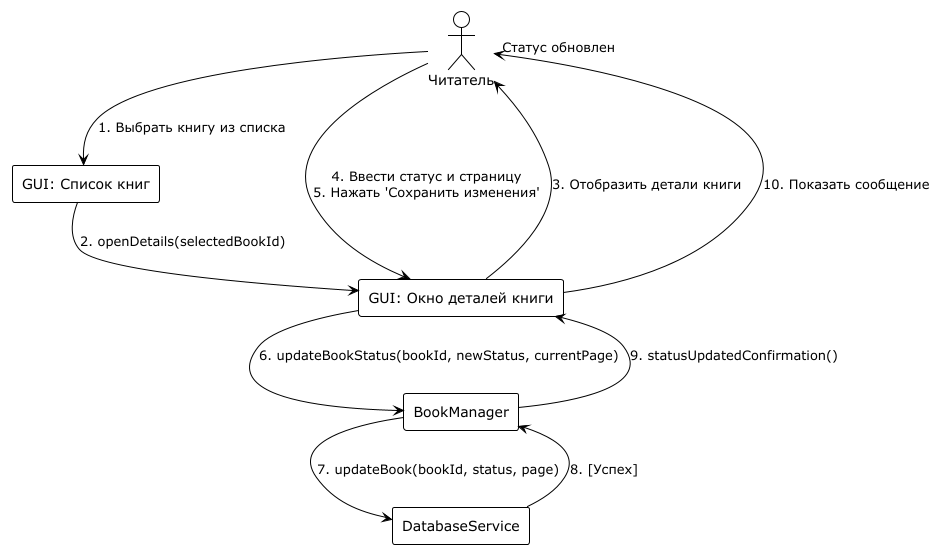 Статус обновлен
Читатель
1. Выбрать книгу из списка
4. Ввести статус и страницу
5. Нажать 'Сохранить изменения'
3. Отобразить детали книги
10. Показать сообщение
GUI: Список книг
2. openDetails(selectedBookId)
GUI: Окно деталей книги
6. updateBookStatus(bookId, newStatus, currentPage)
9. statusUpdatedConfirmation()
BookManager
7. updateBook(bookId, status, page)
8. [Успех]
DatabaseService